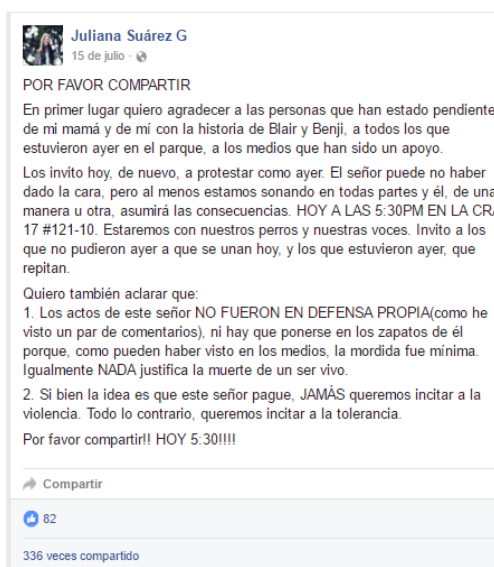 Juliana Suárez G
15 de julio ·
POR FAVOR COMPARTIR
En primer lugar quiero agradecer a las personas que han estado pendiente
de mi mamá y de mí con la historia de Blair y Benji, a todos los que
estuvieron ayer en el parque, a los medios que han sido un apoyo.
Los invito hoy, de nuevo, a protestar como ayer. El señor puede no haber
dado la cara, pero al menos estamos sonando en todas partes y él, de una
manera u otra, asumirá las consecuencias. HOY A LAS 5:30PM EN LA CRA
17 #121-10. Estaremos con nuestros perros y nuestras voces. Invito a los
que no pudieron ayer a que se unan hoy, y los que estuvieron ayer, que
repitan.
Quiero también aclarar que:
1. Los actos de este señor NO FUERON EN DEFENSA PROPIA(como he
visto un par de comentarios), ni hay que ponerse en los zapatos de él
porque, como pueden haber visto en los medios, la mordida fue mínima.
Igualmente NADA justifica la muerte de un ser vivo.
2. Si bien la idea es que este señor pague, JAMÁS queremos incitar a la
violencia. Todo lo contrario, queremos incitar a la tolerancia.
Por favor compartir!! HOY 5:30!!!!
Compartir
82
336 veces compartido